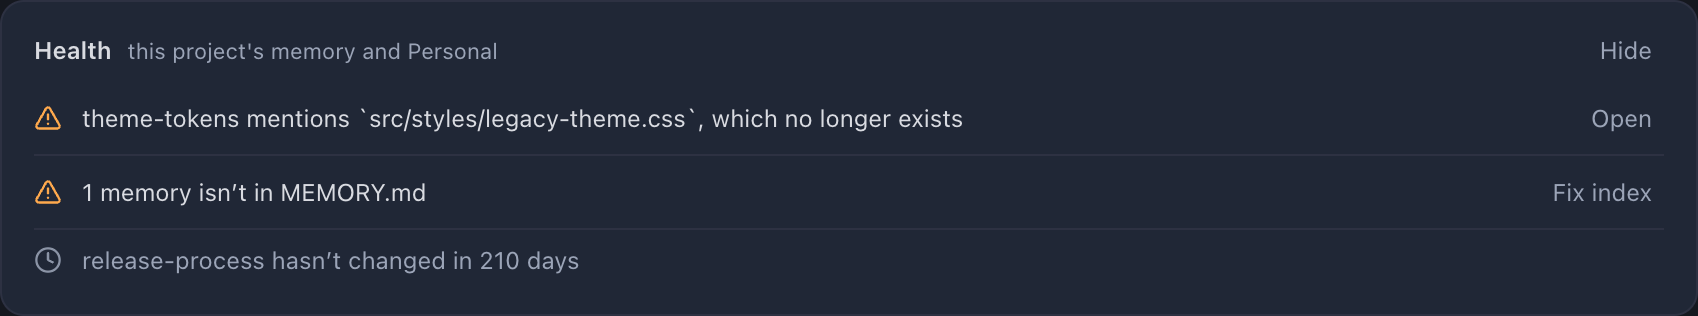 Health this project's memory and Personal Hide
theme-tokens mentions `src/styles/legacy-theme.css`, which no longer exists Open
1 memory isn’t in MEMORY.md Fix index
release-process hasn’t changed in 210 days